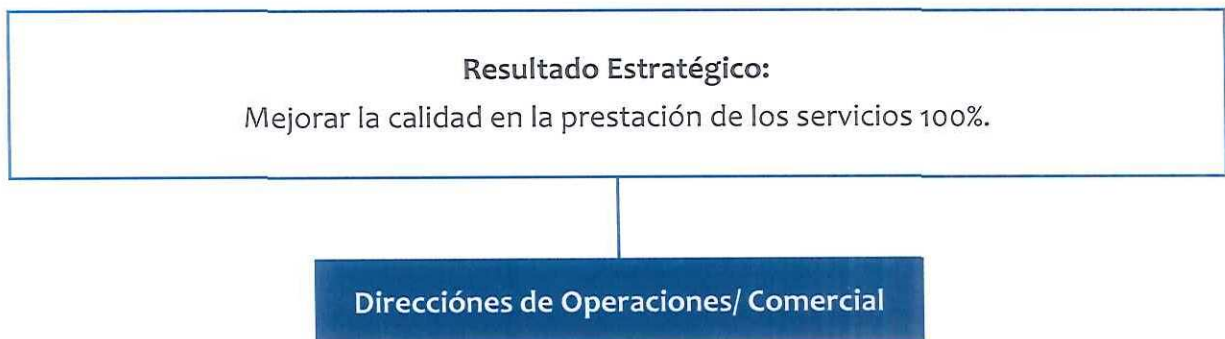 Resultado Estratégico:
Mejorar la calidad en la prestación de los servicios 100%.
Direcciónes de Operaciones/ Comercial